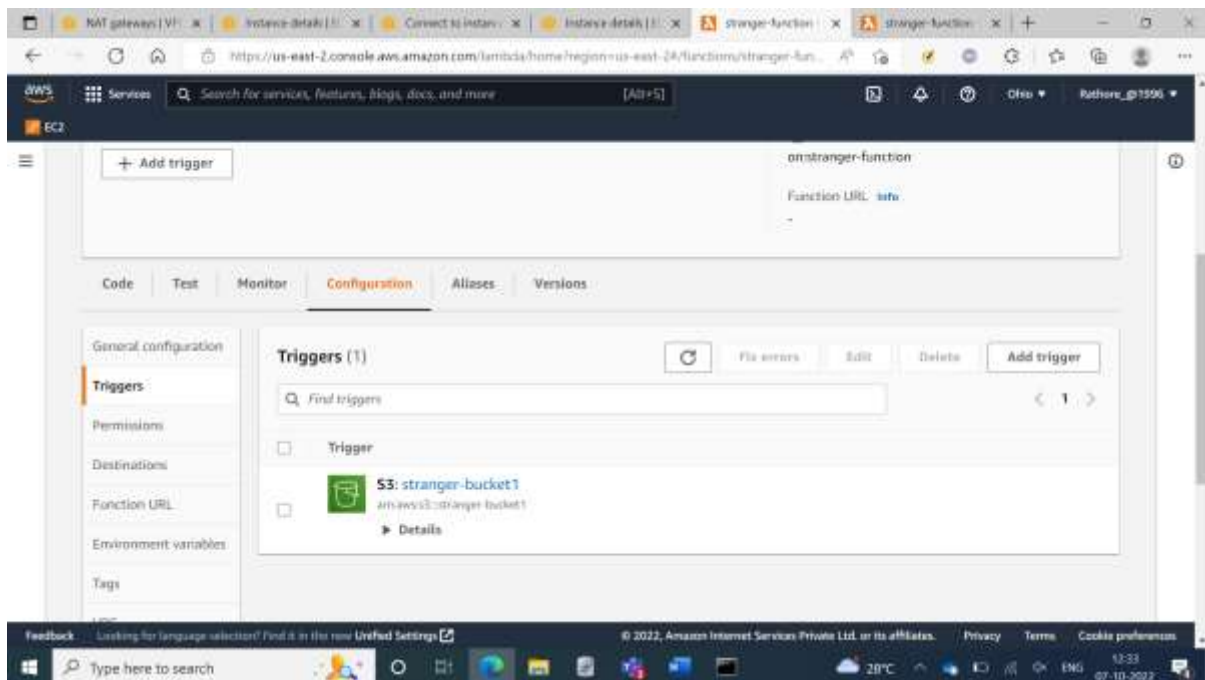 NAT gateways | VP
Instance details | E
Connect to instanc
Instance details | E
stranger-function
stranger-function
https://us-east-2.console.aws.amazon.com/lambda/home?region=us-east-2#/functions/stranger-fun...
aws
Services
Search for services, features, blogs, docs, and more
[Alt+S]
Ohio
Rathore_@1996
EC2
+ Add trigger
on:stranger-function
Function URL Info
-
Code
Test
Monitor
Configuration
Aliases
Versions
General configuration
Triggers
Permissions
Destinations
Function URL
Environment variables
Tags
Triggers (1)
Fix errors
Edit
Delete
Add trigger
Find triggers
1
Trigger
S3: stranger-bucket1
arn:aws:s3:::stranger-bucket1
Details
Feedback
Looking for language selection? Find it in the new Unified Settings
© 2022, Amazon Internet Services Private Ltd. or its affiliates.
Privacy
Terms
Cookie preferences
Type here to search
28°C
ENG
12:33
07-10-2022